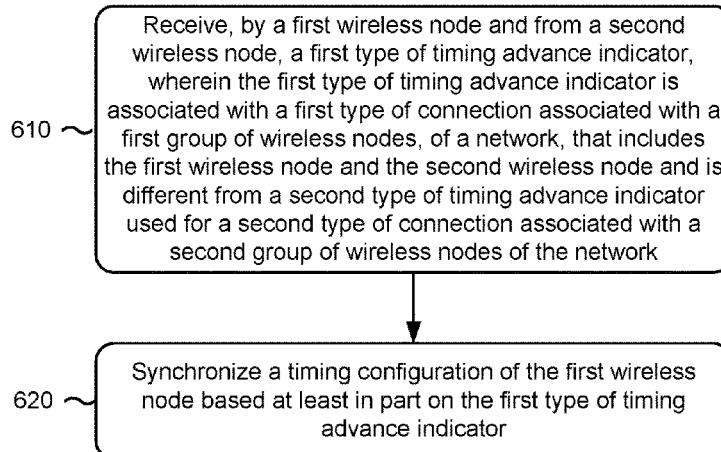 Receive, by a first wireless node and from a second
wireless node, a first type of timing advance indicator,
wherein the first type of timing advance indicator is
associated with a first type of connection associated with a
first group of wireless nodes, of a network, that includes
the first wireless node and the second wireless node and is
different from a second type of timing advance indicator
used for a second type of connection associated with a
second group of wireless nodes of the network
610
Synchronize a timing configuration of the first wireless
node based at least in part on the first type of timing
advance indicator
620